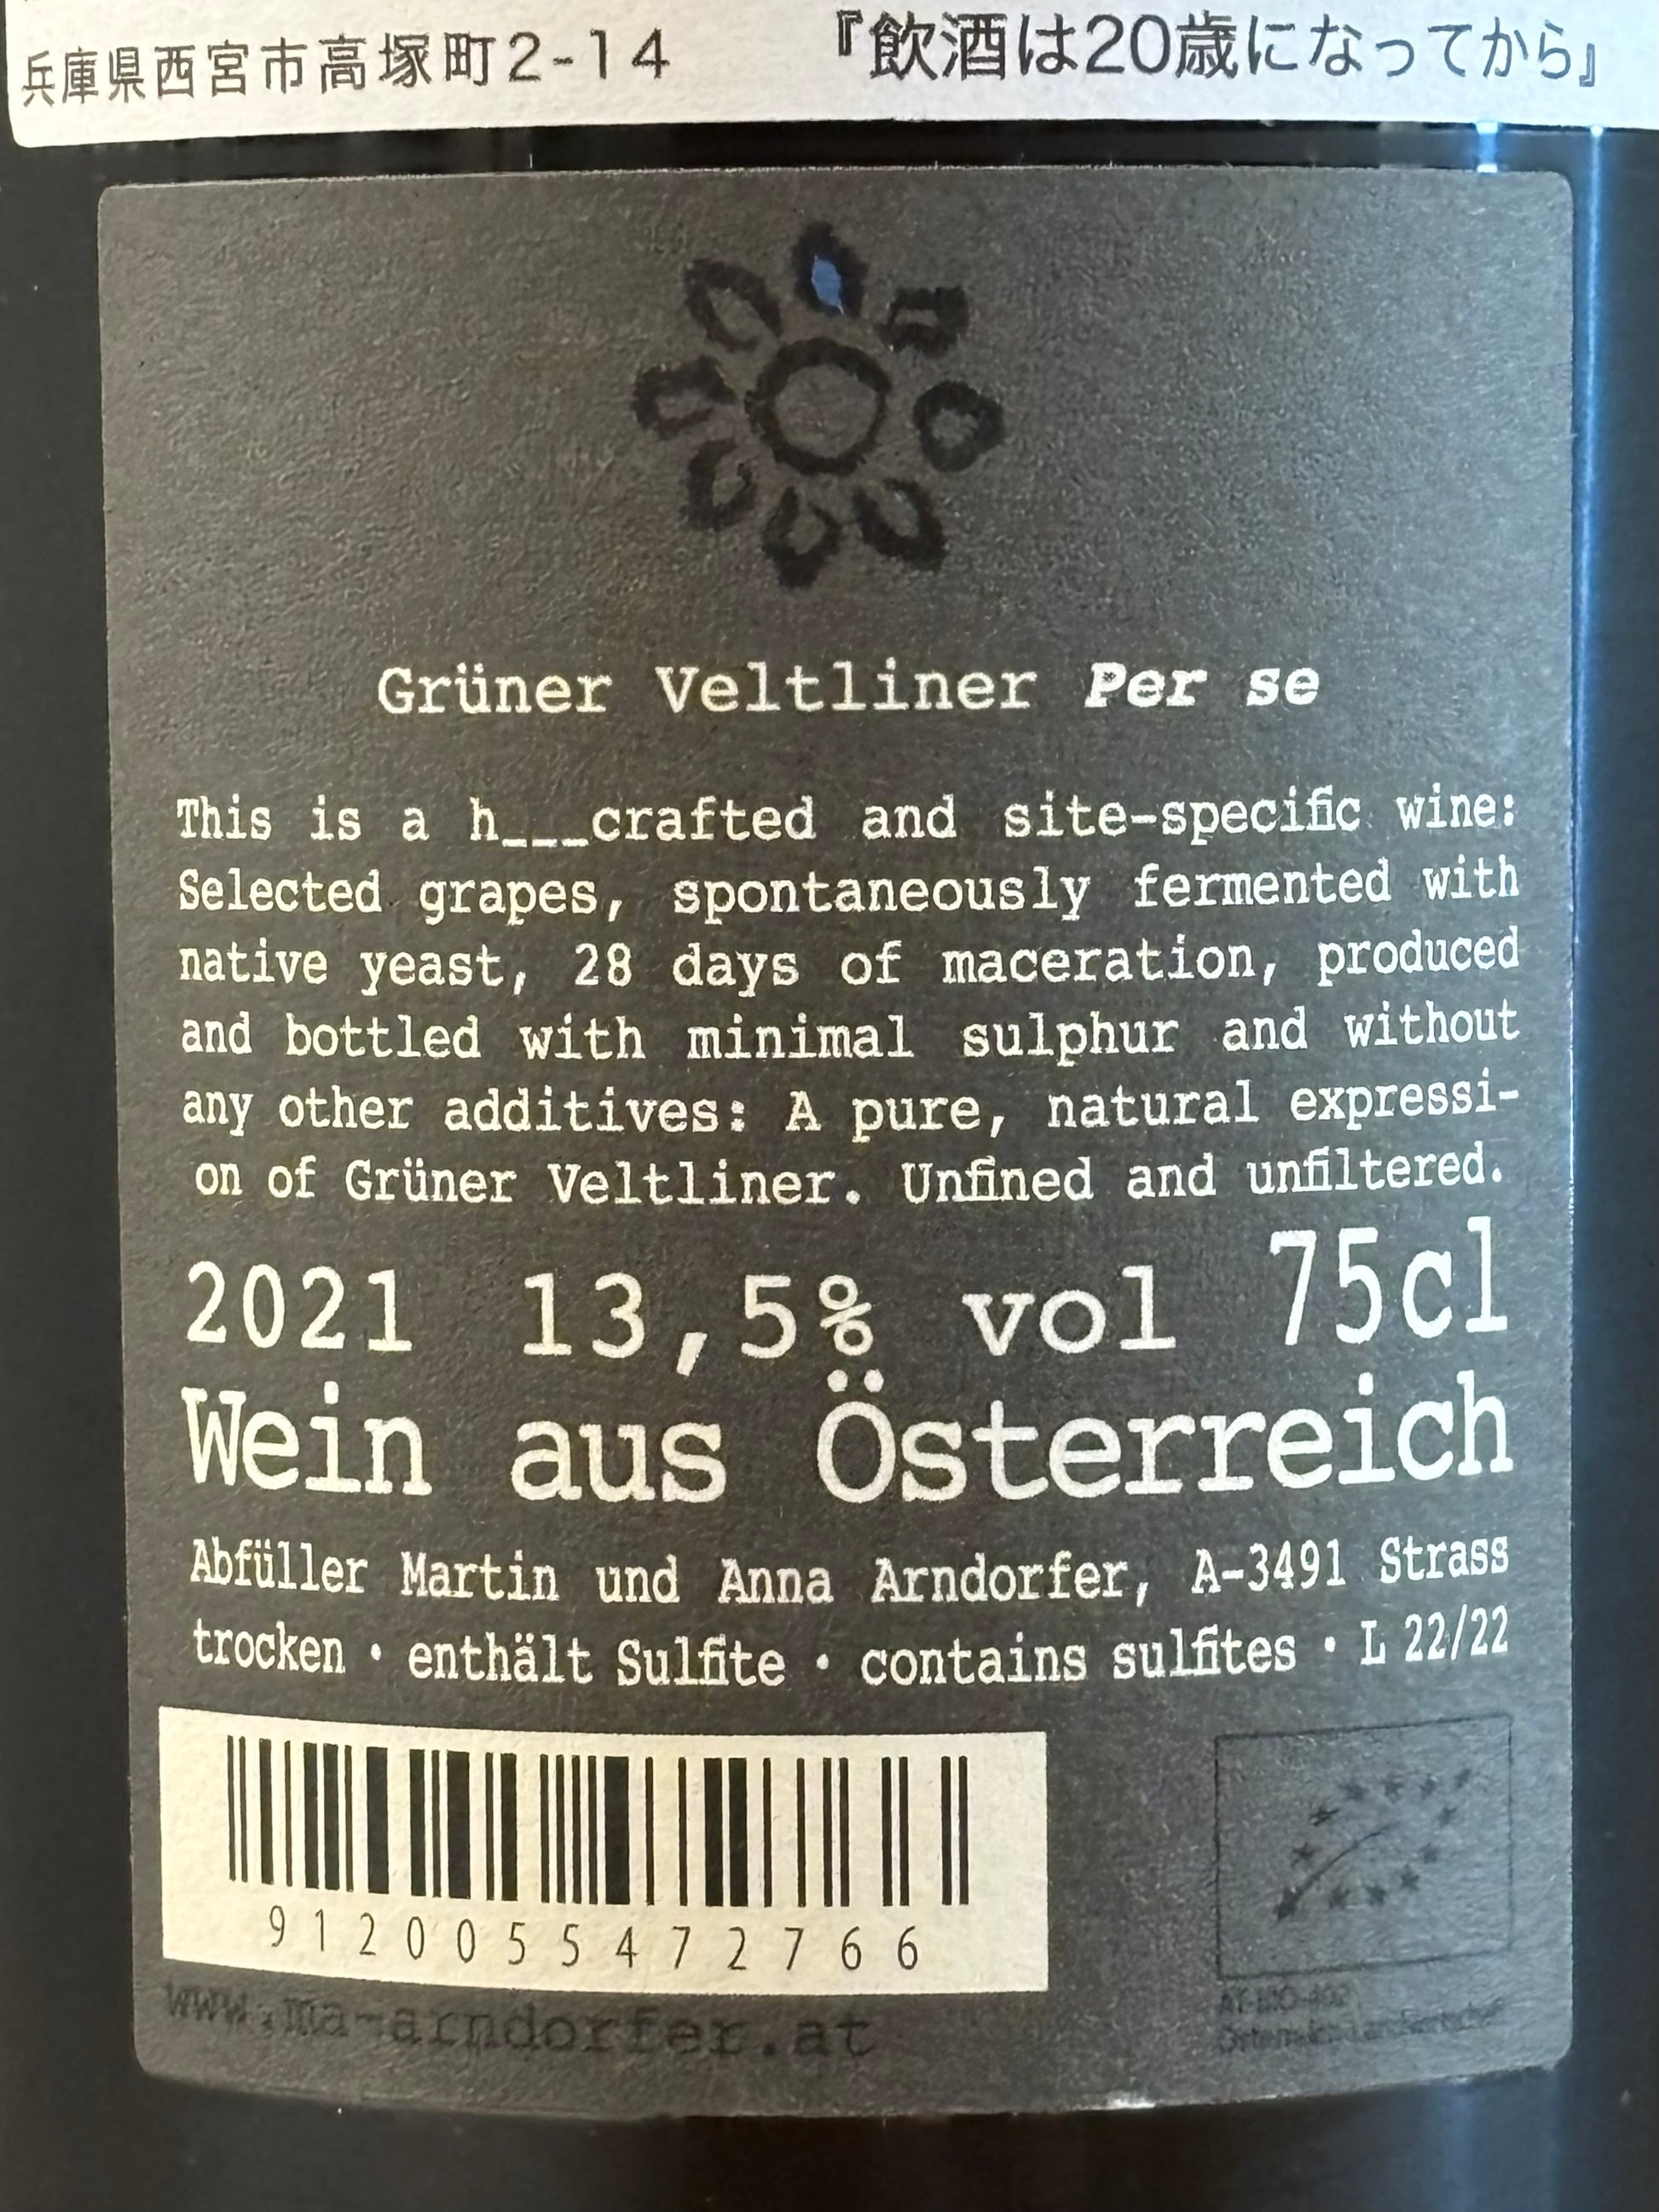 兵庫県西宮市高塚町2-14 『飲酒は20歳になってから』
Grüner Veltliner Per se
This is a h___crafted and site-specific wine:
Selected grapes, spontaneously fermented with
native yeast, 28 days of maceration, produced
and bottled with minimal sulphur and without
any other additives: A pure, natural expressi-
on of Grüner Veltliner. Unfined and unfiltered.
2021 13,5% vol 75cl
Wein aus Österreich
Abfüller Martin und Anna Arndorfer, A-3491 Strass
trocken • enthält Sulfite • contains sulfites • L 22/22
9120055472766
www.ma-arndorfer.at